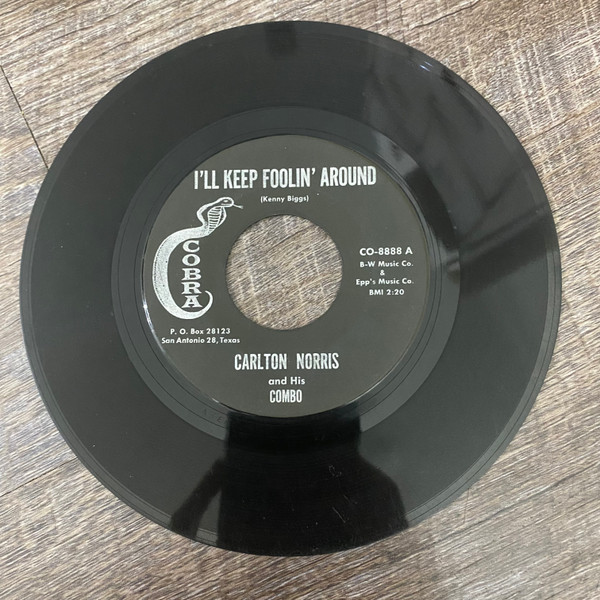 I'LL KEEP FOOLIN' AROUND
(Kenny Biggs)
COBRA
CO-8888 A
B-W Music Co.
&
Epp's Music Co.
BMI 2:20
P. O. Box 28123
San Antonio 28, Texas
CARLTON NORRIS
and His
COMBO